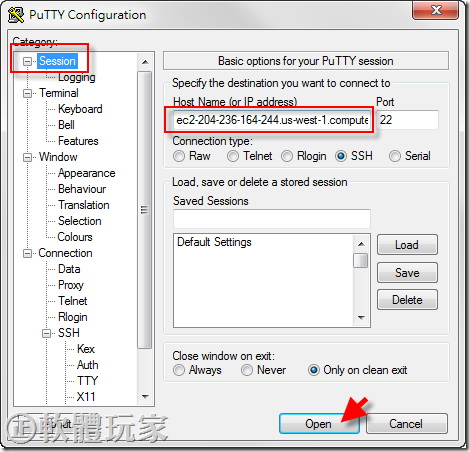 PuTTY Configuration
Category:
Session
Logging
Terminal
Keyboard
Bell
Features
Window
Appearance
Behaviour
Translation
Selection
Colours
Connection
Data
Proxy
Telnet
Rlogin
SSH
Kex
Auth
TTY
X11
Basic options for your PuTTY session
Specify the destination you want to connect to
Host Name (or IP address) Port
ec2-204-236-164-244.us-west-1.compute 22
Connection type:
Raw Telnet Rlogin SSH Serial
Load, save or delete a stored session
Saved Sessions
Default Settings
Load
Save
Delete
Close window on exit:
Always Never Only on clean exit
正軟體玩家
Open Cancel